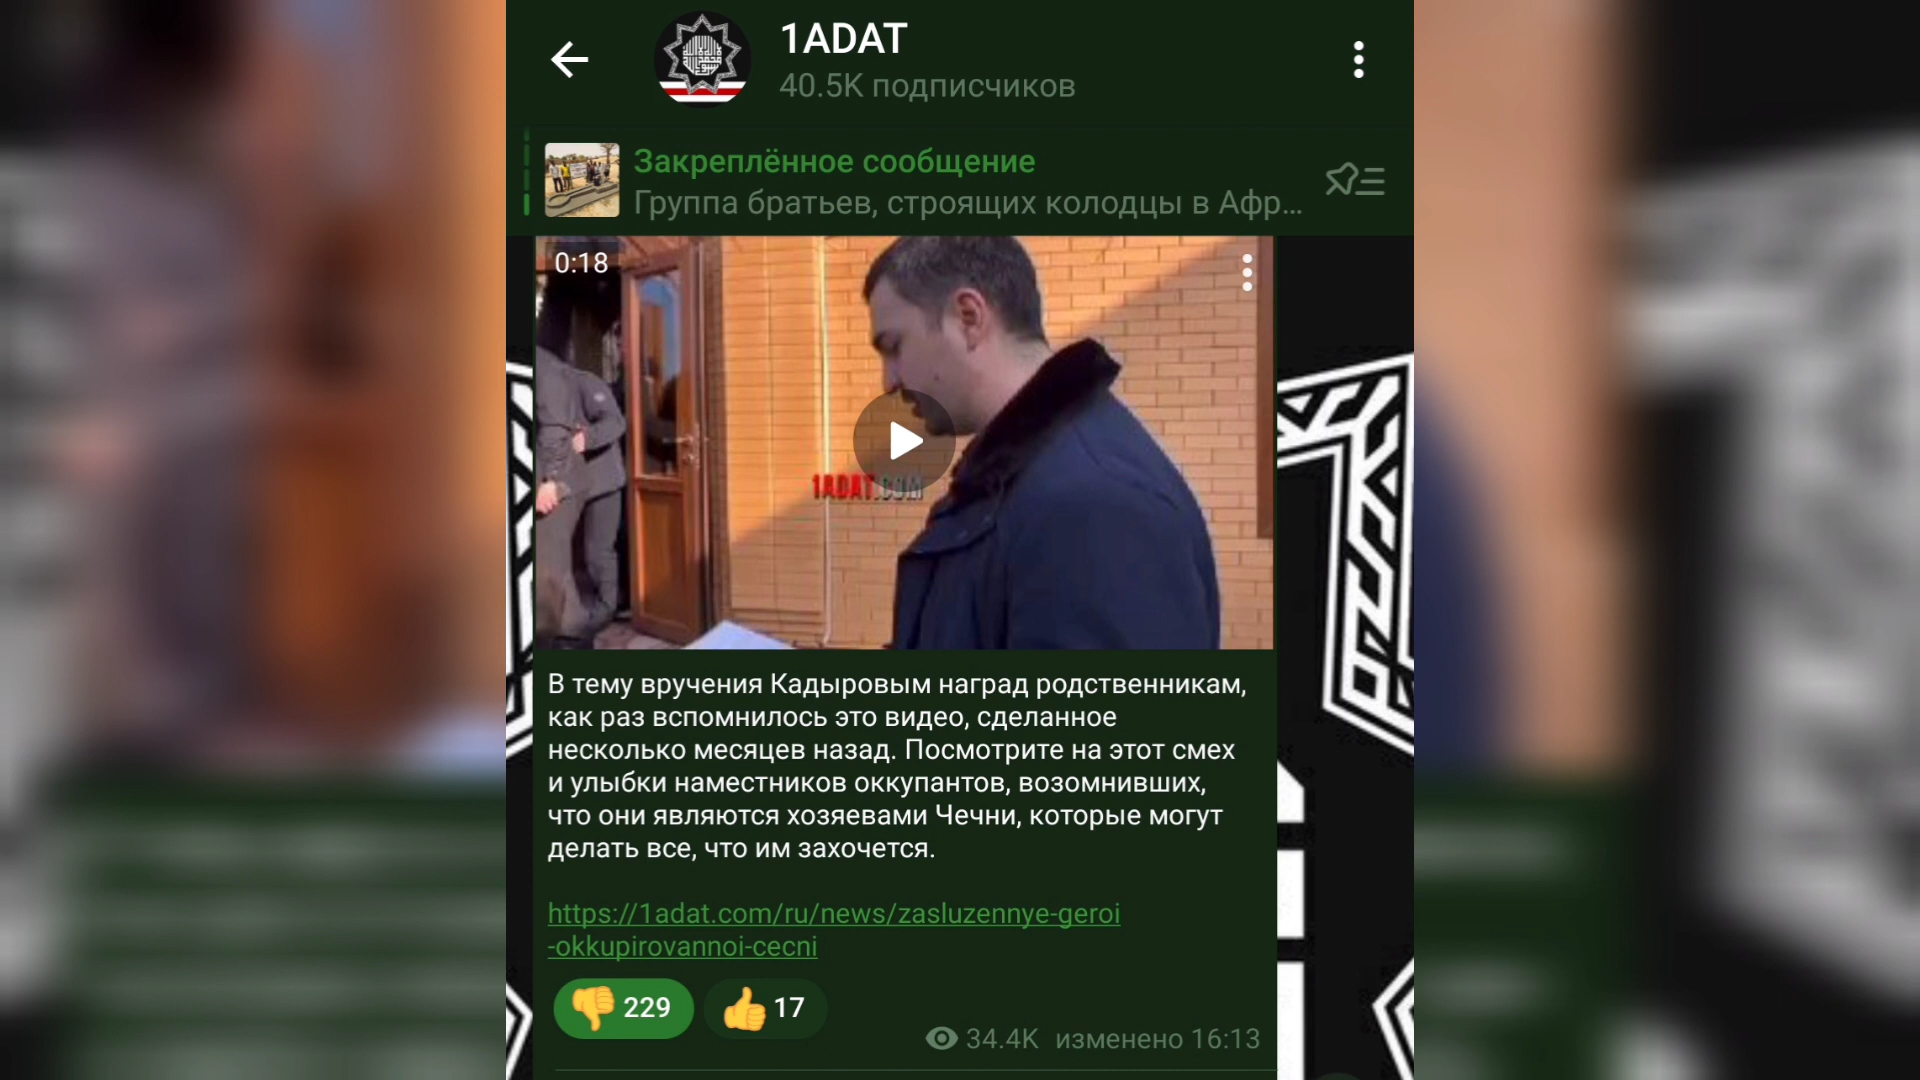 1ADAT
40.5K подписчиков
Закреплённое сообщение
Группа братьев, строящих колодцы в Афр...
0:18
1ADAT.COM
В тему вручения Кадыровым наград родственникам,
как раз вспомнилось это видео, сделанное
несколько месяцев назад. Посмотрите на этот смех
и улыбки наместников оккупантов, возомнивших,
что они являются хозяевами Чечни, которые могут
делать все, что им захочется.
https://1adat.com/ru/news/zasluzennye-geroi
-okkupirovannoi-cecni
229
17
34.4K изменено 16:13